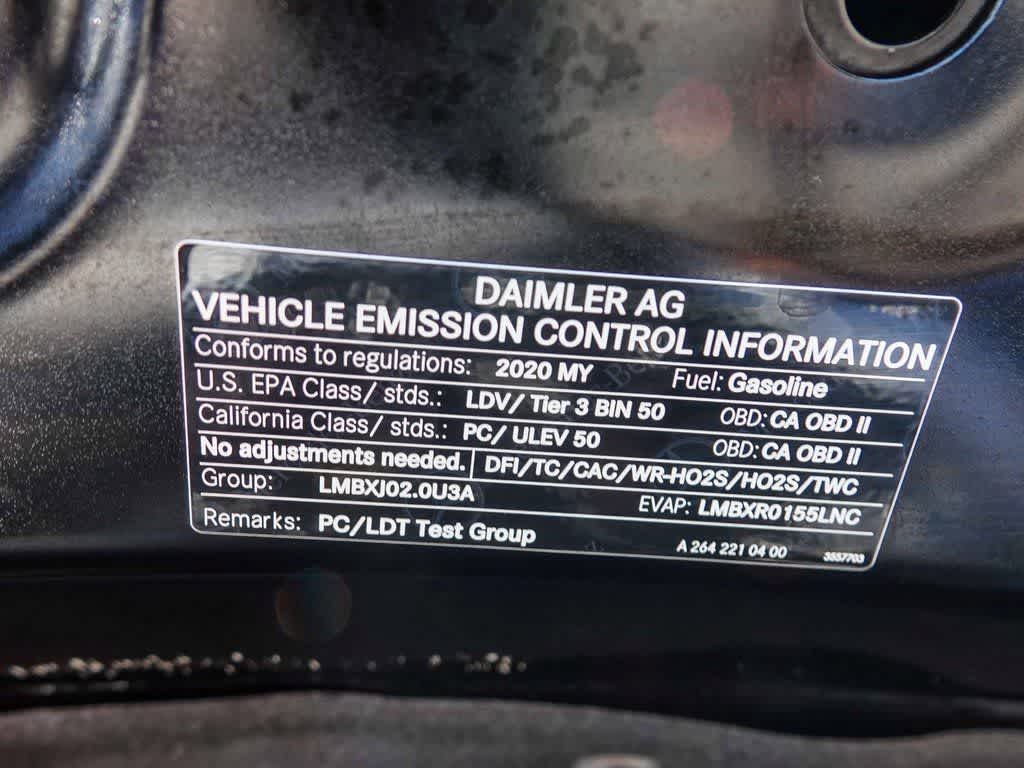 DAIMLER AG
VEHICLE EMISSION CONTROL INFORMATION
Conforms to regulations: 2020 MY Fuel: Gasoline
U.S. EPA Class/ stds.: LDV/ Tier 3 BIN 50 OBD: CA OBD II
California Class/ stds.: PC/ ULEV 50 OBD: CA OBD II
No adjustments needed. DFI/TC/CAC/WR-HO2S/HO2S/TWC
Group: LMBXJ02.0U3A EVAP: LMBXR0155LNC
Remarks: PC/LDT Test Group A 264 221 04 00 3557703